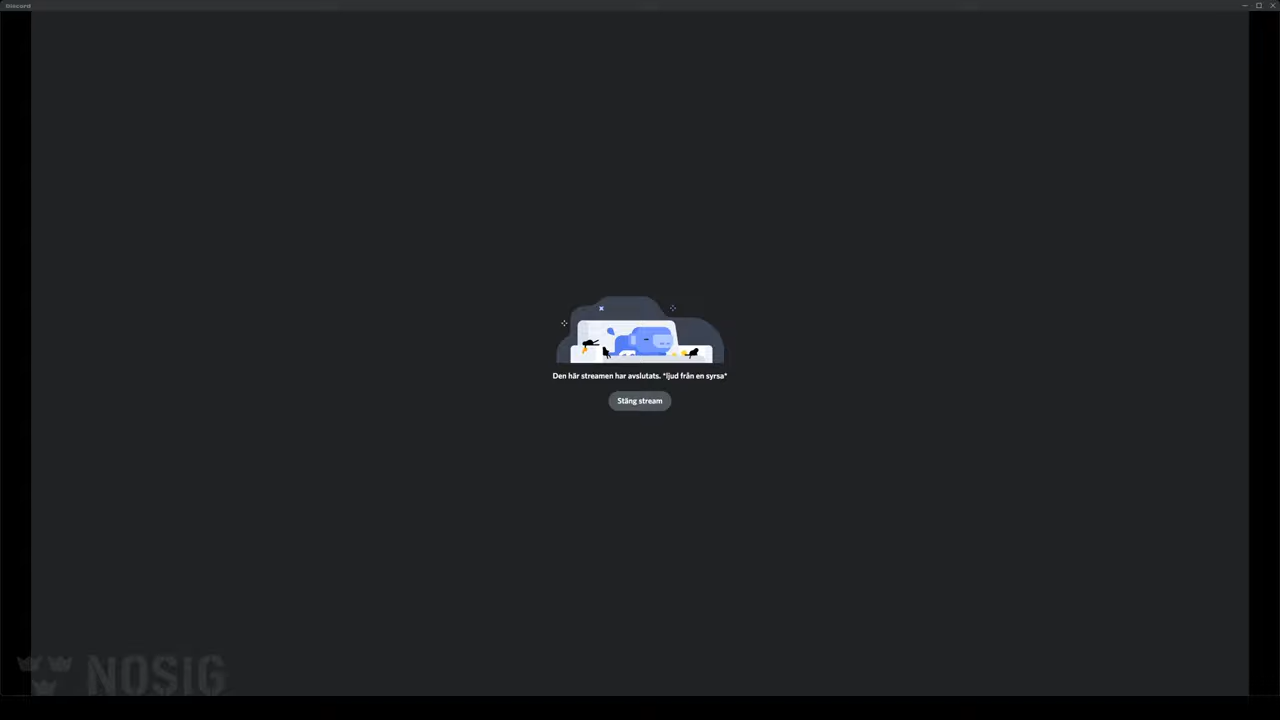 Discord
Den här streamen har avslutats. *ljud från en syrsa*
Stäng stream
NOSIG